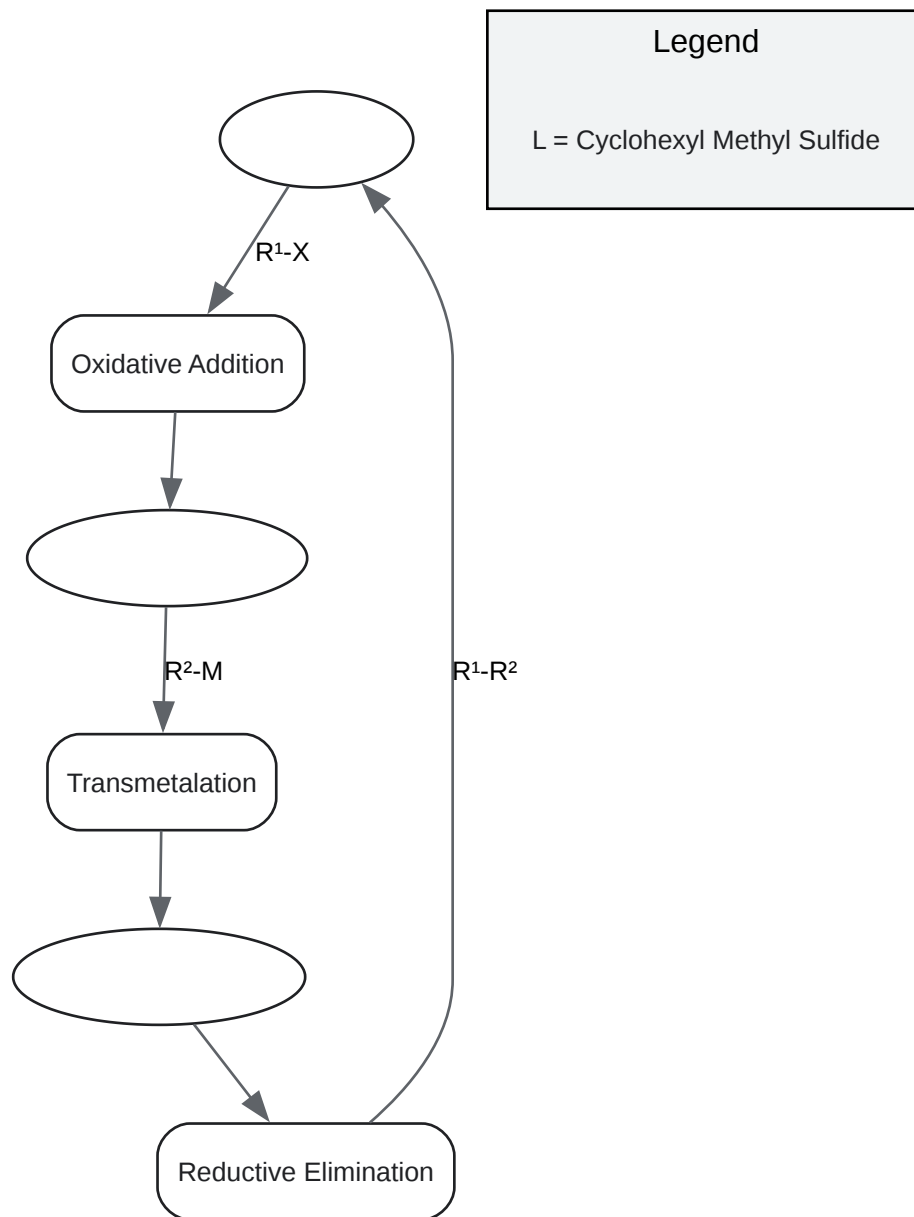 Legend
L = Cyclohexyl Methyl Sulfide
R¹-X
Oxidative Addition
R²-M
R¹-R²
Transmetalation
Reductive Elimination